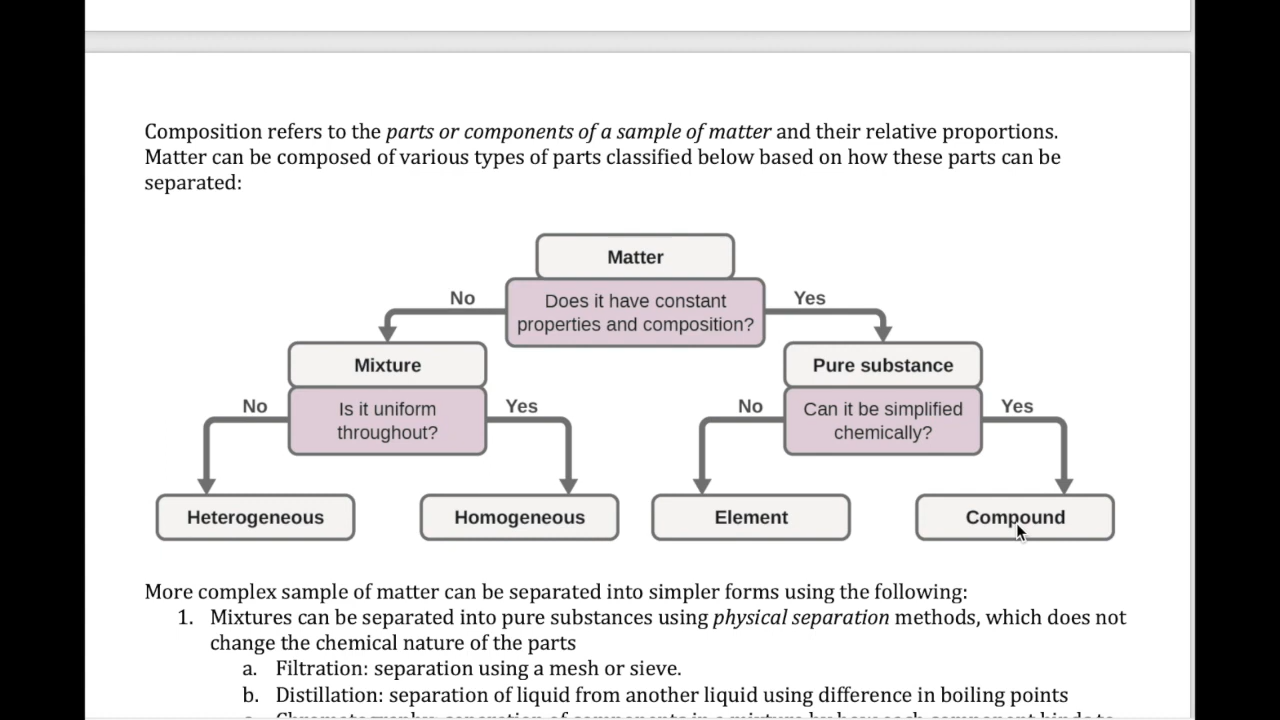 Composition refers to the parts or components of a sample of matter and their relative proportions.
Matter can be composed of various types of parts classified below based on how these parts can be
separated:
Matter
No
Does it have constant
properties and composition?
Yes
Mixture
Pure substance
No
Is it uniform
throughout?
Yes
No
Can it be simplified
chemically?
Yes
Heterogeneous
Homogeneous
Element
Compound
More complex sample of matter can be separated into simpler forms using the following:
1. Mixtures can be separated into pure substances using physical separation methods, which does not
change the chemical nature of the parts
a. Filtration: separation using a mesh or sieve.
b. Distillation: separation of liquid from another liquid using difference in boiling points